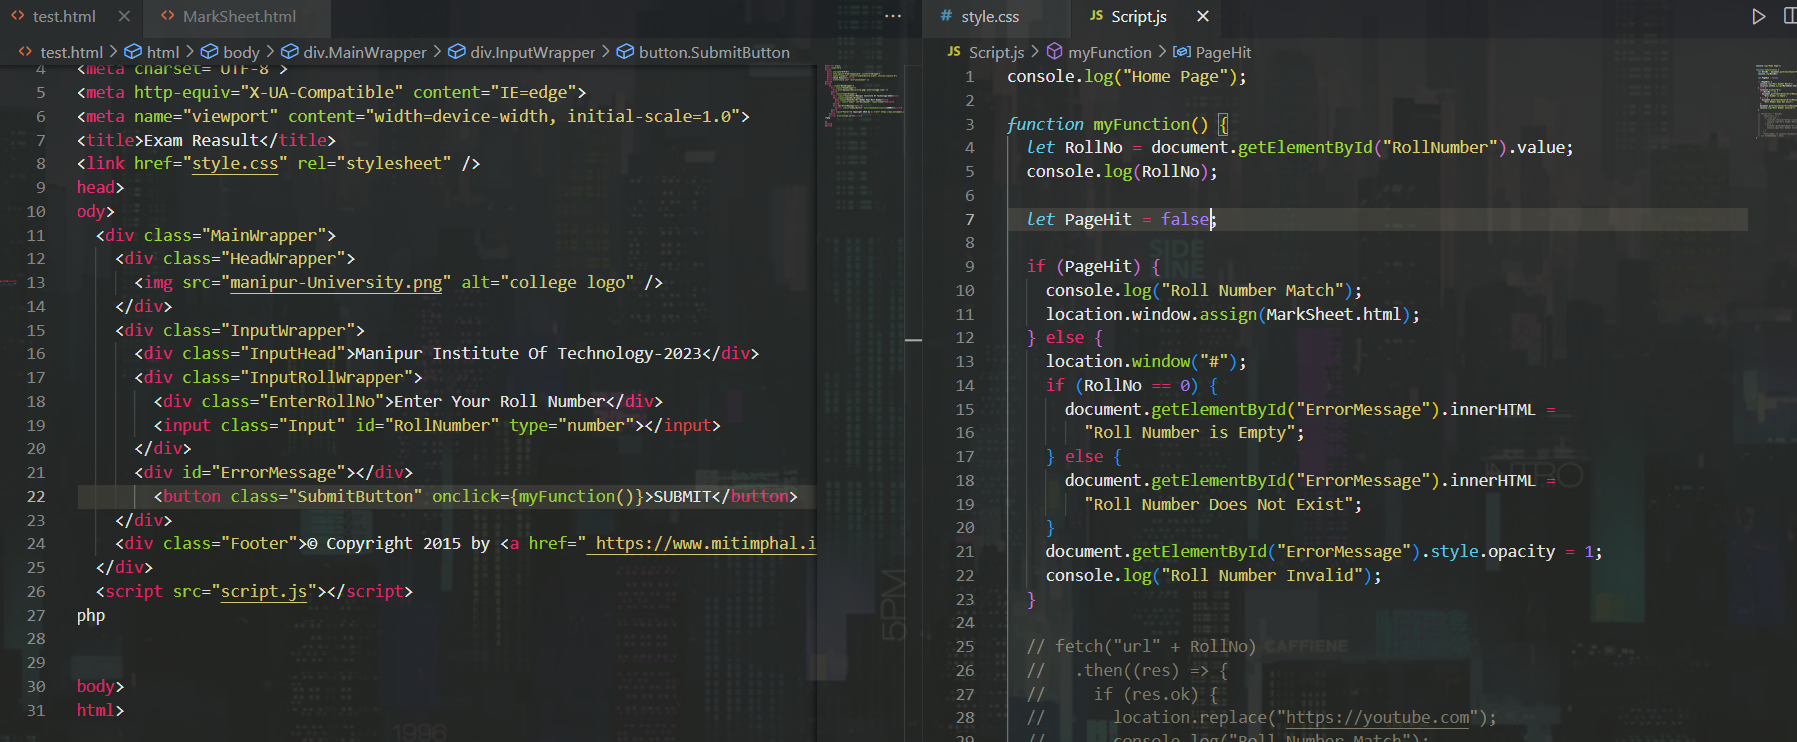 test.html
MarkSheet.html
test.html > html > body > div.MainWrapper > div.InputWrapper > button.SubmitButton
4 <meta charset="UTF-8">
5 <meta http-equiv="X-UA-Compatible" content="IE=edge">
6 <meta name="viewport" content="width=device-width, initial-scale=1.0">
7 <title>Exam Reasult</title>
8 <link href="style.css" rel="stylesheet" />
9 head>
10 ody>
11 <div class="MainWrapper">
12 <div class="HeadWrapper">
13 <img src="manipur-University.png" alt="college logo" />
14 </div>
15 <div class="InputWrapper">
16 <div class="InputHead">Manipur Institute Of Technology-2023</div>
17 <div class="InputRollWrapper">
18 <div class="EnterRollNo">Enter Your Roll Number</div>
19 <input class="Input" id="RollNumber" type="number"></input>
20 </div>
21 <div id="ErrorMessage"></div>
22 <button class="SubmitButton" onclick={myFunction()}>SUBMIT</button>
23 </div>
24 <div class="Footer">© Copyright 2015 by <a href=" https://www.mitimphal.i
25 </div>
26 <script src="script.js"></script>
27 php
28
29
30 body>
31 html>
style.css
JS Script.js
JS Script.js > myFunction > PageHit
1 console.log("Home Page");
2
3 function myFunction() {
4 let RollNo = document.getElementById("RollNumber").value;
5 console.log(RollNo);
6
7 let PageHit = false;
8
9 if (PageHit) {
10 console.log("Roll Number Match");
11 location.window.assign(MarkSheet.html);
12 } else {
13 location.window("#");
14 if (RollNo == 0) {
15 document.getElementById("ErrorMessage").innerHTML =
16 "Roll Number is Empty";
17 } else {
18 document.getElementById("ErrorMessage").innerHTML =
19 "Roll Number Does Not Exist";
20 }
21 document.getElementById("ErrorMessage").style.opacity = 1;
22 console.log("Roll Number Invalid");
23 }
24
25 // fetch("url" + RollNo)
26 // .then((res) => {
27 // if (res.ok) {
28 // location.replace("https://youtube.com");
29 // console.log("Roll Number Match");
SIDE
LINE
NITRO
CAFFIENE
5PM
1996